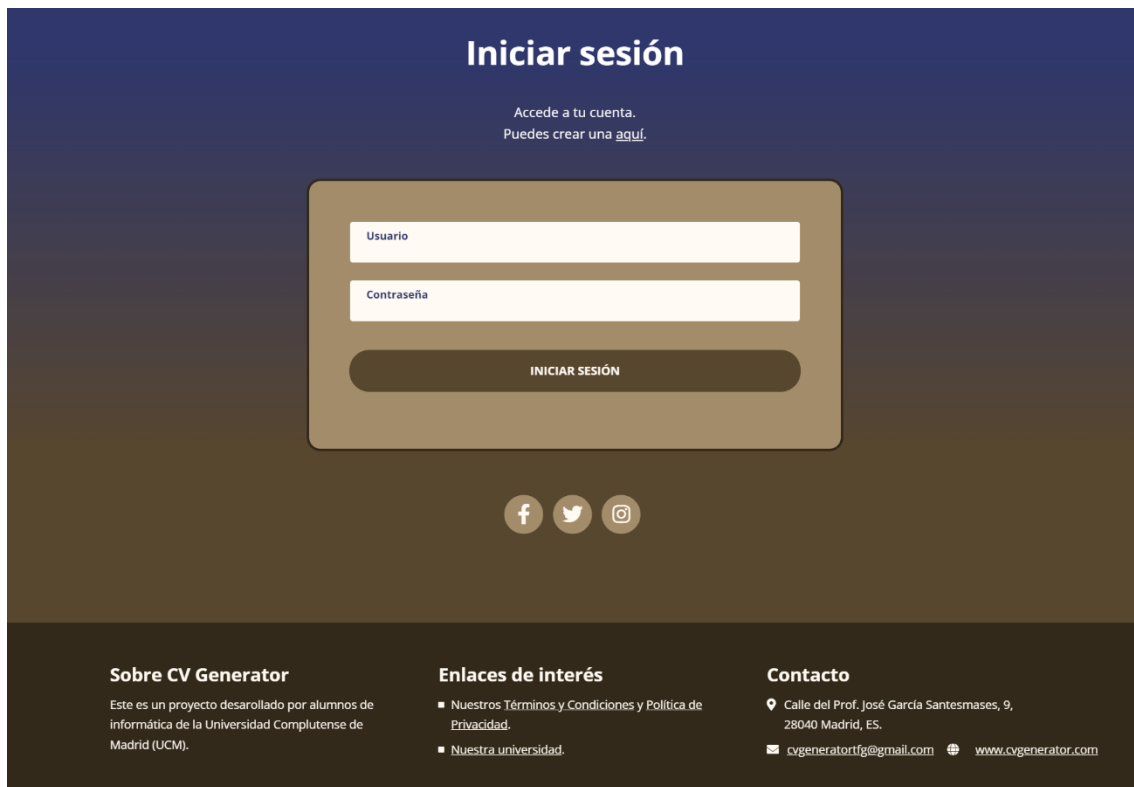 Iniciar sesión
Accede a tu cuenta.
Puedes crear una aquí.
Usuario
Contraseña
INICIAR SESIÓN
Sobre CV Generator
Este es un proyecto desarollado por alumnos de
informática de la Universidad Complutense de
Madrid (UCM).
Enlaces de interés
Nuestros Términos y Condiciones y Política de
Privacidad.
Nuestra universidad.
Contacto
Calle del Prof. José García Santesmases, 9,
28040 Madrid, ES.
cvgeneratortfg@gmail.com www.cvgenerator.com